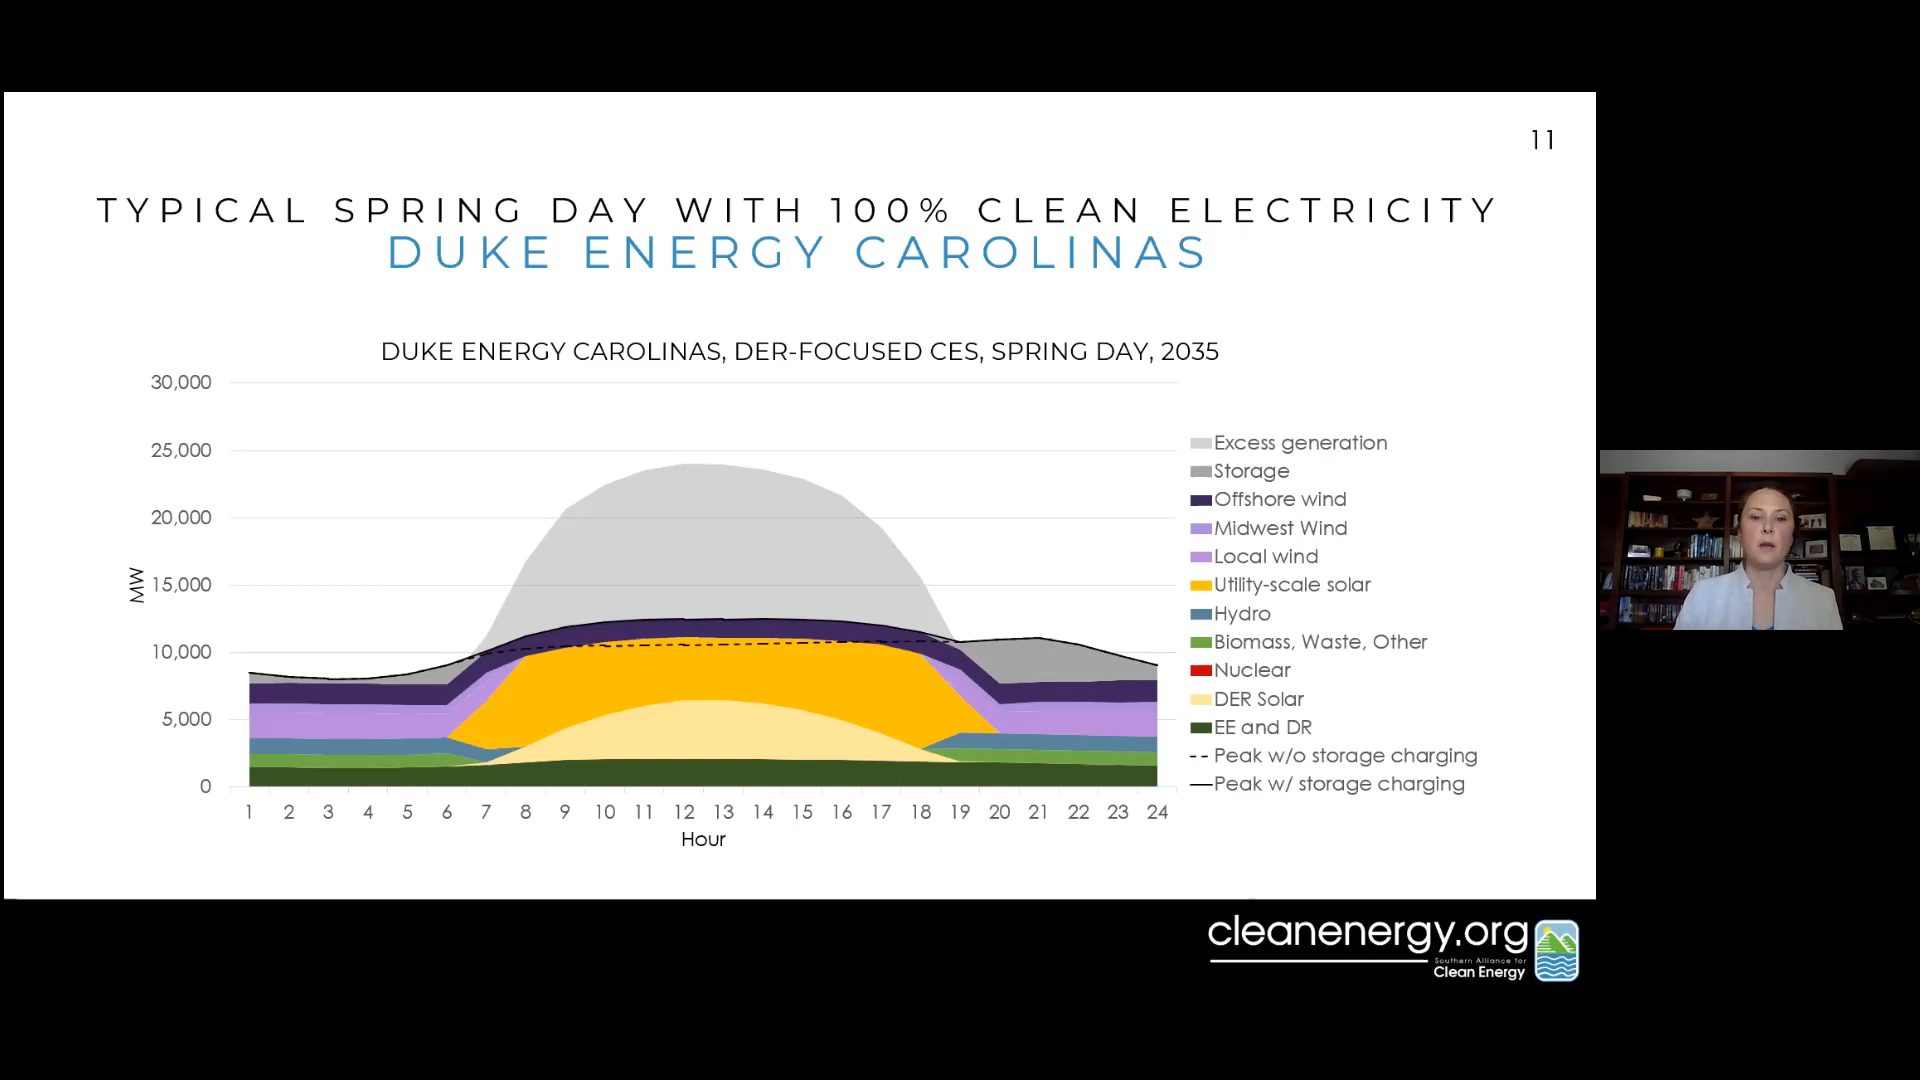 11
TYPICAL SPRING DAY WITH 100% CLEAN ELECTRICITY
DUKE ENERGY CAROLINAS
DUKE ENERGY CAROLINAS, DER-FOCUSED CES, SPRING DAY, 2035
30,000
25,000
20,000
15,000
10,000
5,000
0
MW
1 2 3 4 5 6 7 8 9 10 11 12 13 14 15 16 17 18 19 20 21 22 23 24
Hour
Excess generation
Storage
Offshore wind
Midwest Wind
Local wind
Utility-scale solar
Hydro
Biomass, Waste, Other
Nuclear
DER Solar
EE and DR
Peak w/o storage charging
Peak w/ storage charging
cleanenergy.org
Southern Alliance for
Clean Energy